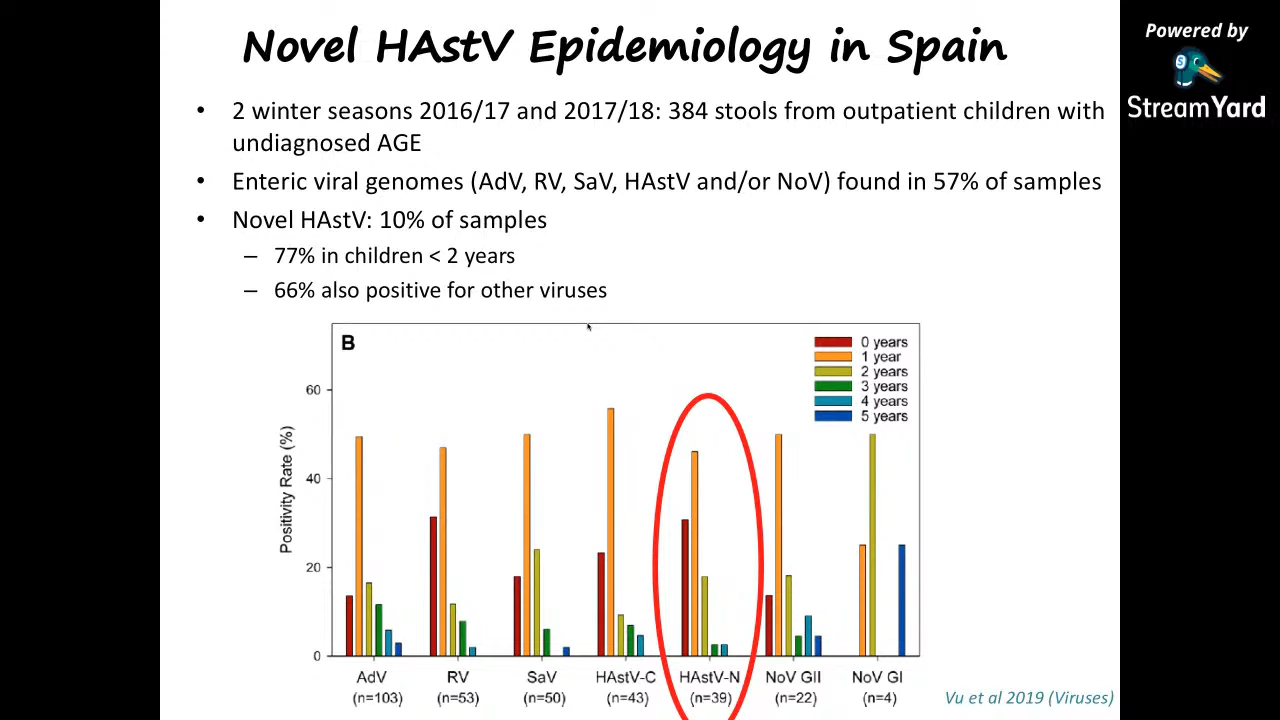 Novel HAstV Epidemiology in Spain
Powered by
StreamYard
• 2 winter seasons 2016/17 and 2017/18: 384 stools from outpatient children with
undiagnosed AGE
• Enteric viral genomes (AdV, RV, SaV, HAstV and/or NoV) found in 57% of samples
• Novel HAstV: 10% of samples
– 77% in children < 2 years
– 66% also positive for other viruses
B
0 years
1 year
2 years
3 years
4 years
5 years
Positivity Rate (%)
60
40
20
0
AdV RV SaV HAstV-C HAstV-N NoV GII NoV GI
(n=103) (n=53) (n=50) (n=43) (n=39) (n=22) (n=4)
Vu et al 2019 (Viruses)